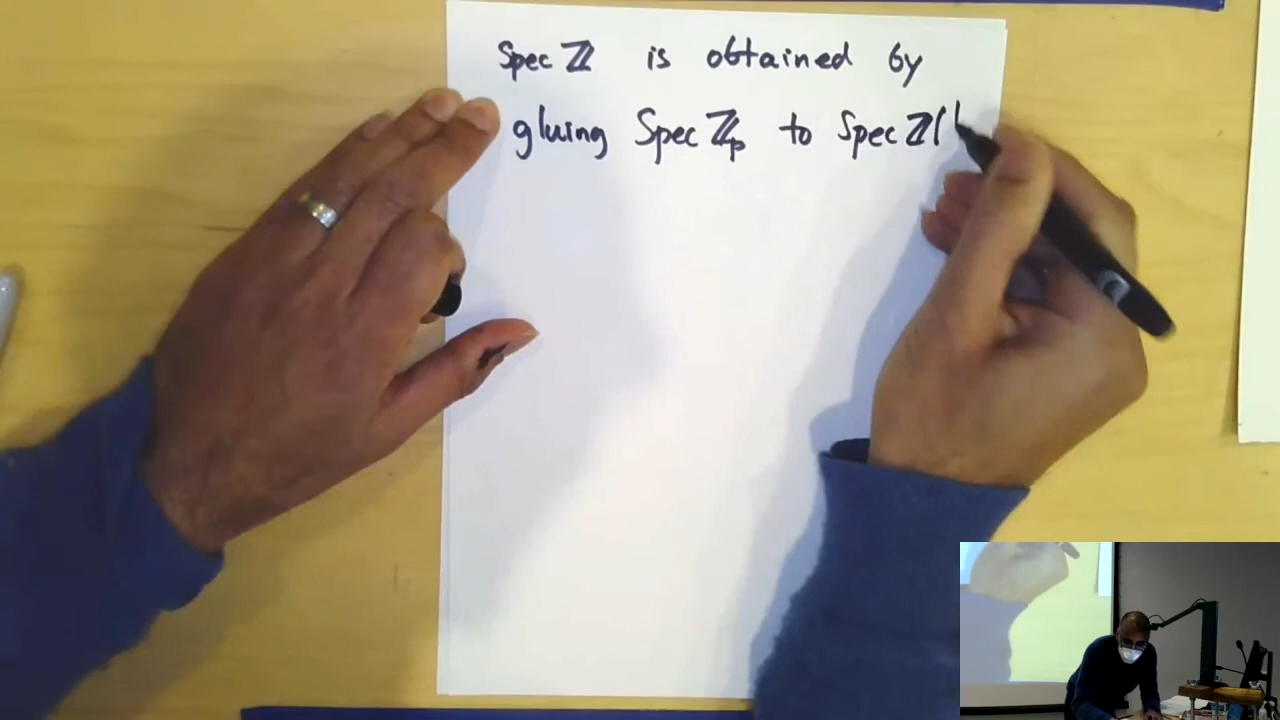 Spec ℤ is obtained by
gluing Spec ℤₚ to Spec ℤ(